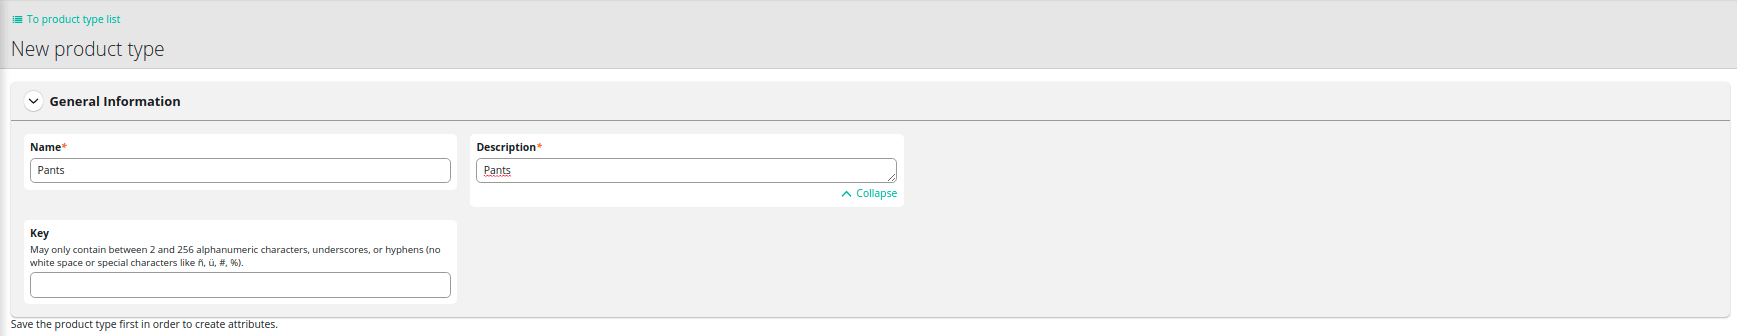 To product type list
New product type
General Information
Name*
Pants
Description*
Pants
Collapse
Key
May only contain between 2 and 256 alphanumeric characters, underscores, or hyphens (no
white space or special characters like ñ, ü, #, %).
Save the product type first in order to create attributes.